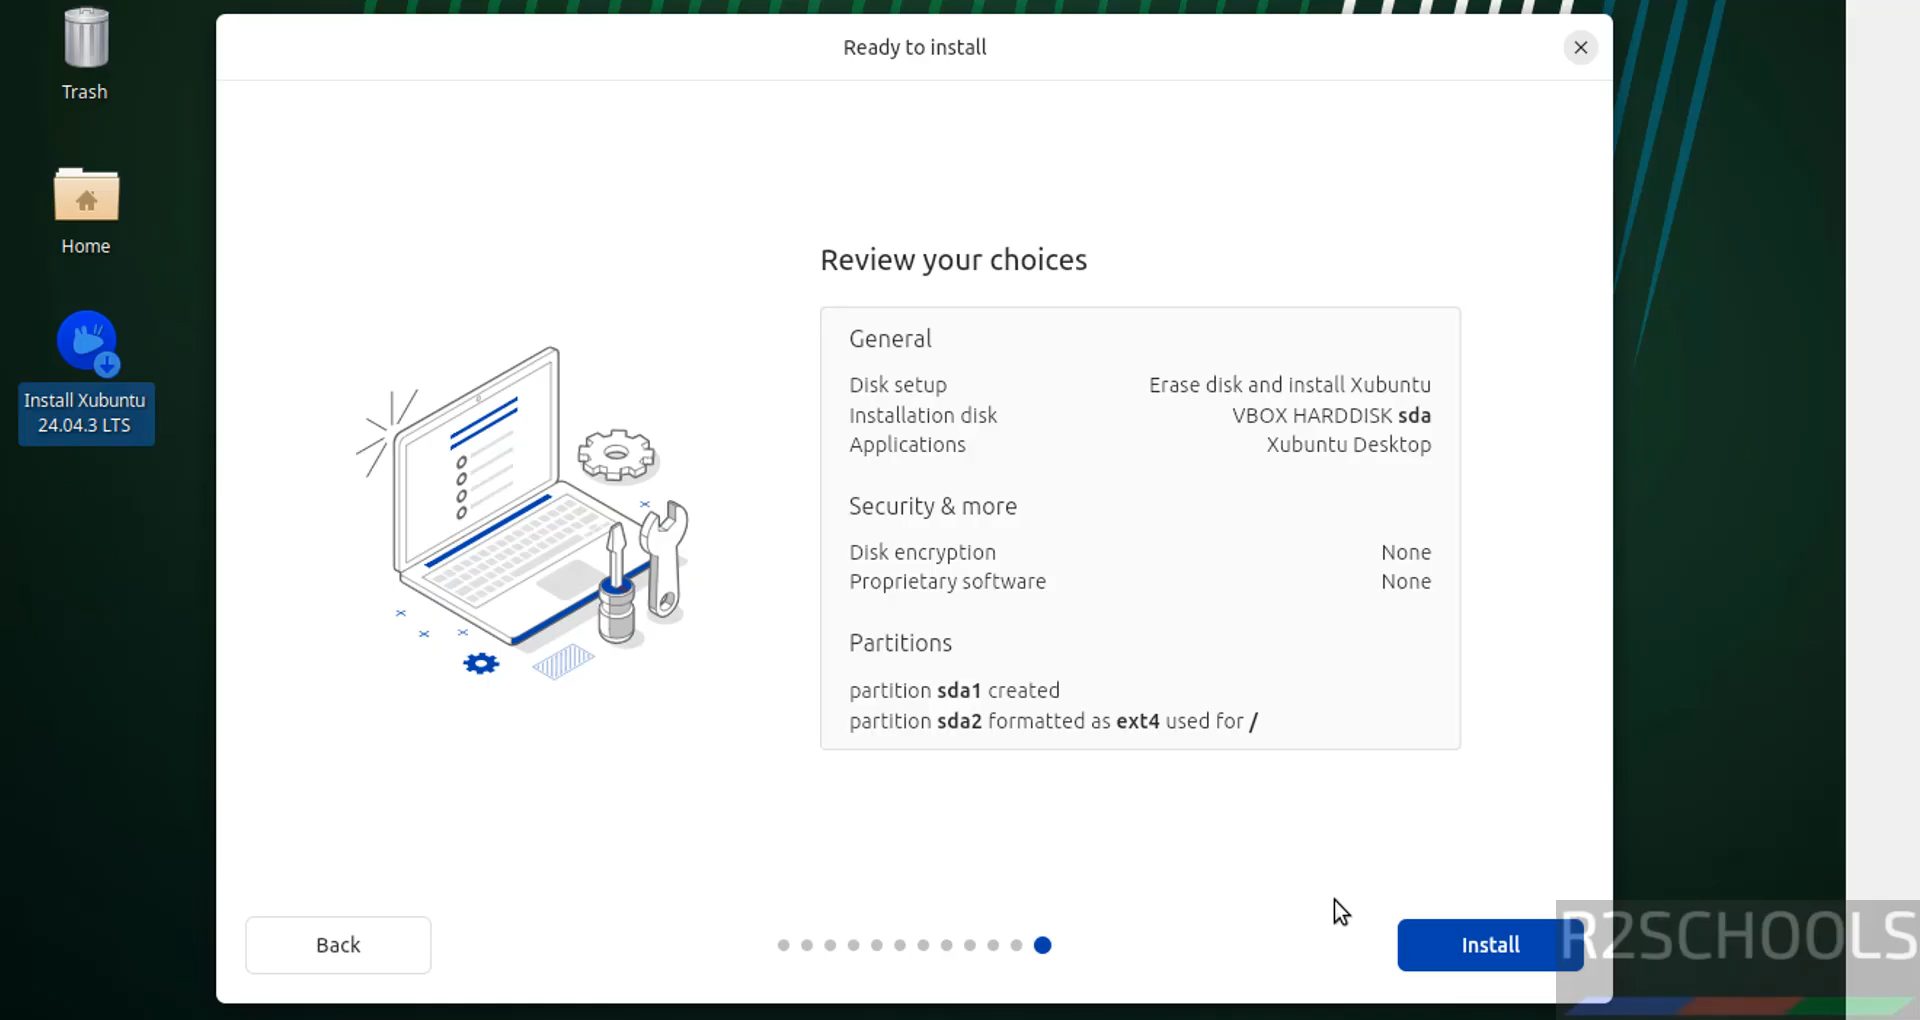 Ready to install
Trash
Home
Install Xubuntu
24.04.3 LTS
Review your choices
General
Disk setup Erase disk and install Xubuntu
Installation disk VBOX HARDDISK sda
Applications Xubuntu Desktop
Security & more
Disk encryption None
Proprietary software None
Partitions
partition sda1 created
partition sda2 formatted as ext4 used for /
Back
Install
R2SCHOOLS